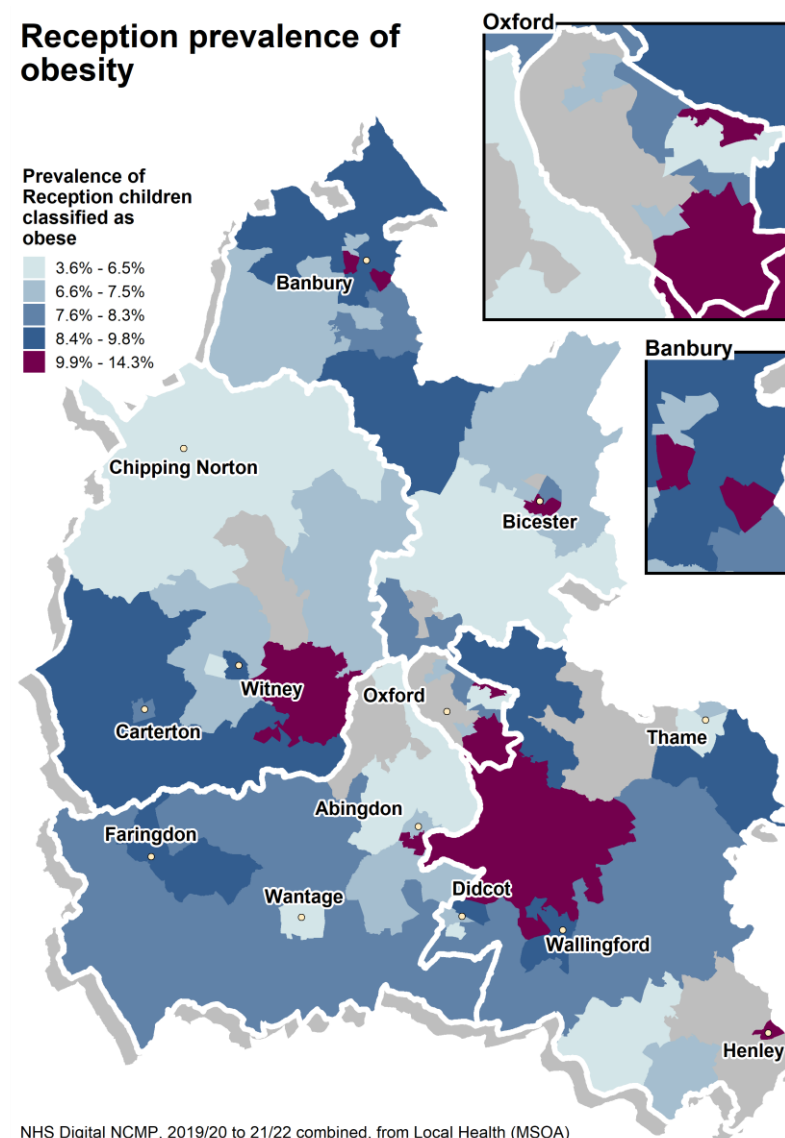 Reception prevalence of
obesity
Oxford
Prevalence of
Reception children
classified as
obese
3.6% - 6.5%
6.6% - 7.5%
7.6% - 8.3%
8.4% - 9.8%
9.9% - 14.3%
Banbury
Banbury
Chipping Norton
Bicester
Witney
Oxford
Carterton
Thame
Abingdon
Faringdon
Wantage
Didcot
Wallingford
Henley
NHS Digital NCMP, 2019/20 to 21/22 combined, from Local Health (MSOA)